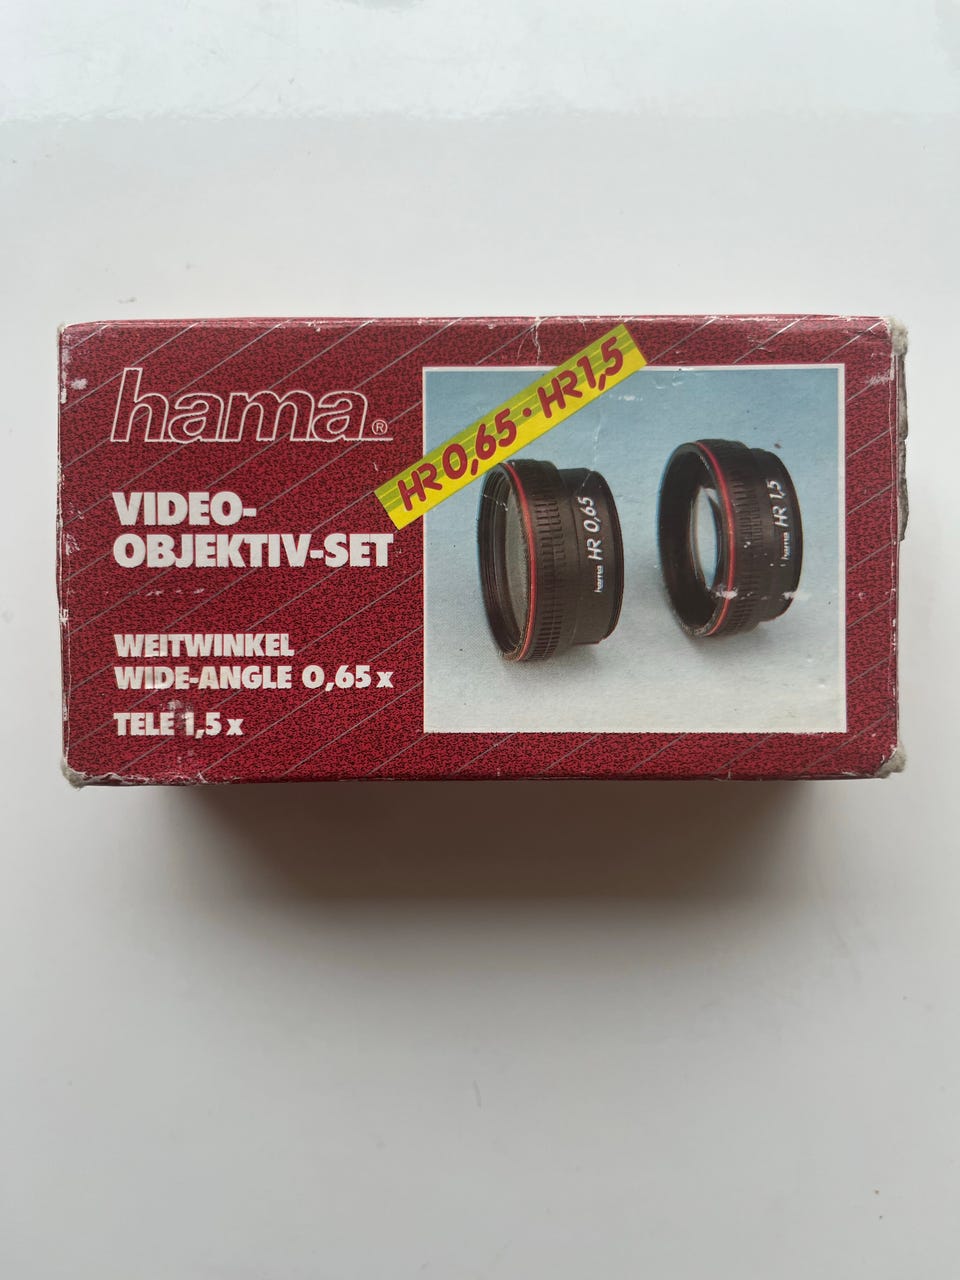 hama®
HR 0,65 · HR 1,5
VIDEO-
OBJEKTIV-SET
WEITWINKEL
WIDE-ANGLE 0,65 x
TELE 1,5 x
hama HR 0,65
hama HR 1,5